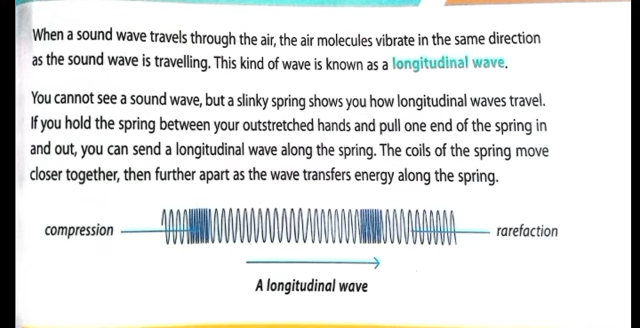 When a sound wave travels through the air, the air molecules vibrate in the same direction
as the sound wave is travelling. This kind of wave is known as a longitudinal wave.
You cannot see a sound wave, but a slinky spring shows you how longitudinal waves travel.
If you hold the spring between your outstretched hands and pull one end of the spring in
and out, you can send a longitudinal wave along the spring. The coils of the spring move
closer together, then further apart as the wave transfers energy along the spring.
compression
rarefaction
A longitudinal wave